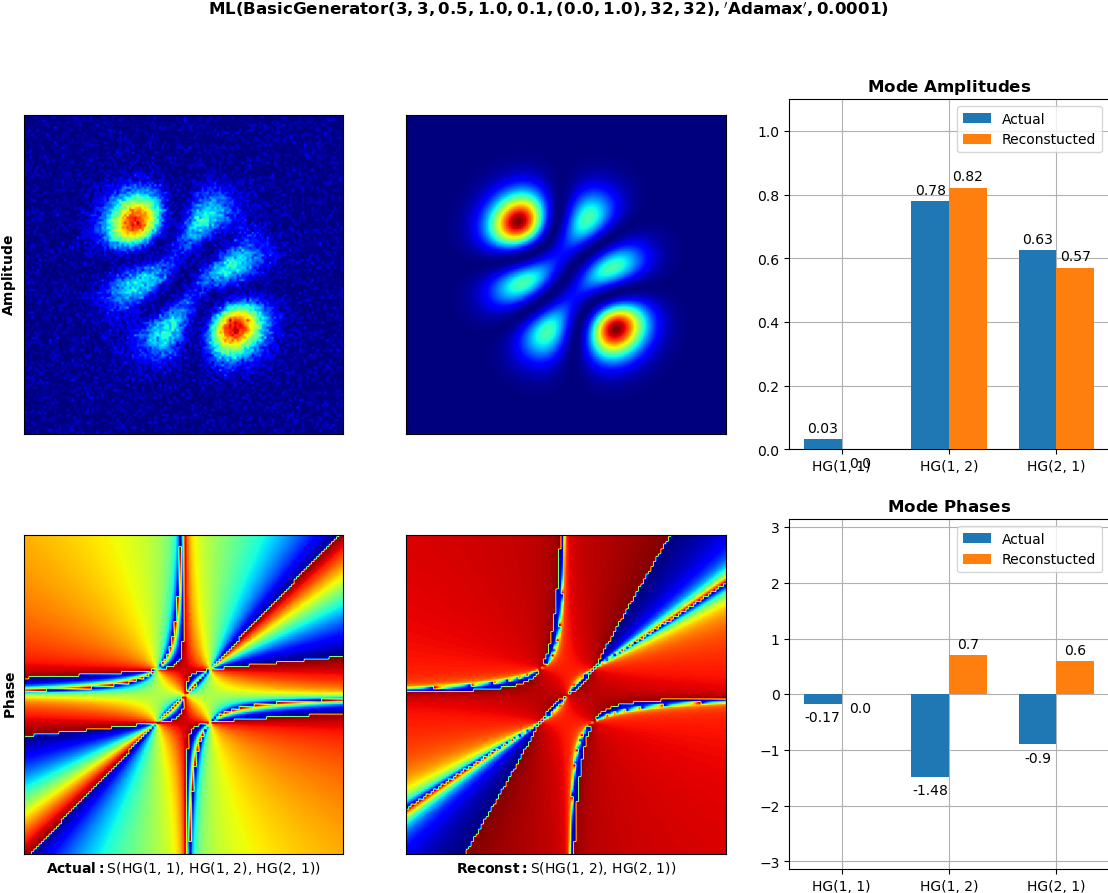 ML(BasicGenerator(3, 3, 0.5, 1.0, 0.1, (0.0, 1.0), 32, 32), ′Adamax′, 0.0001)
Amplitude
Mode Amplitudes
Actual
Reconstucted
1.0
0.8
0.6
0.4
0.2
0.0
0.03
0.0
0.78
0.82
0.63
0.57
HG(1, 1)
HG(1, 2)
HG(2, 1)
Phase
Actual: S(HG(1, 1), HG(1, 2), HG(2, 1))
Reconst: S(HG(1, 2), HG(2, 1))
Mode Phases
Actual
Reconstucted
3
2
1
0
−1
−2
−3
-0.17
0.0
-1.48
0.7
-0.9
0.6
HG(1, 1)
HG(1, 2)
HG(2, 1)